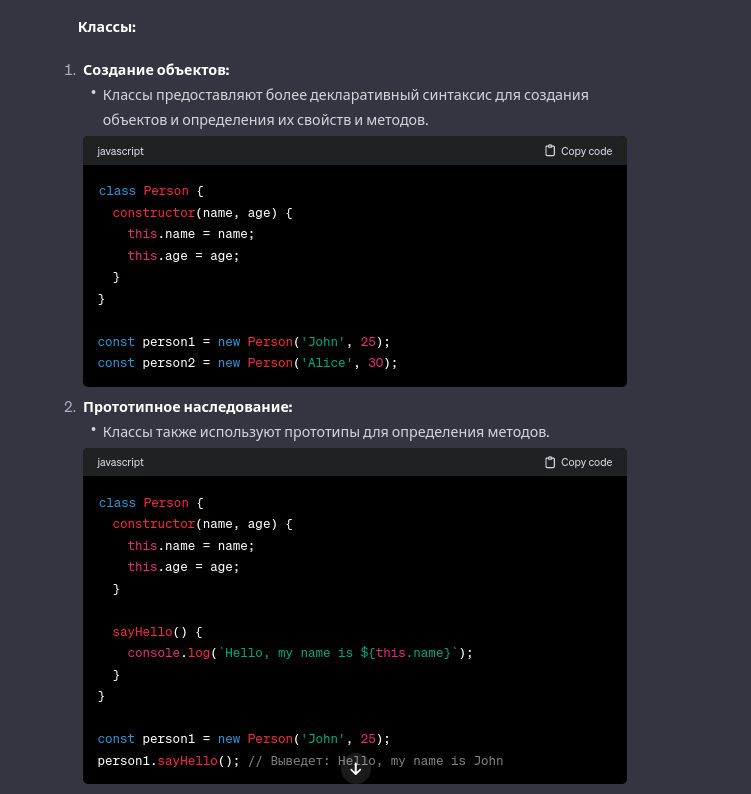 Классы:
1. Создание объектов:
• Классы предоставляют более декларативный синтаксис для создания
объектов и определения их свойств и методов.
javascript Copy code
class Person {
  constructor(name, age) {
    this.name = name;
    this.age = age;
  }
}
const person1 = new Person('John', 25);
const person2 = new Person('Alice', 30);
2. Прототипное наследование:
• Классы также используют прототипы для определения методов.
javascript Copy code
class Person {
  constructor(name, age) {
    this.name = name;
    this.age = age;
  }
  sayHello() {
    console.log(`Hello, my name is ${this.name}`);
  }
}
const person1 = new Person('John', 25);
person1.sayHello(); // Выведет: Hello, my name is John